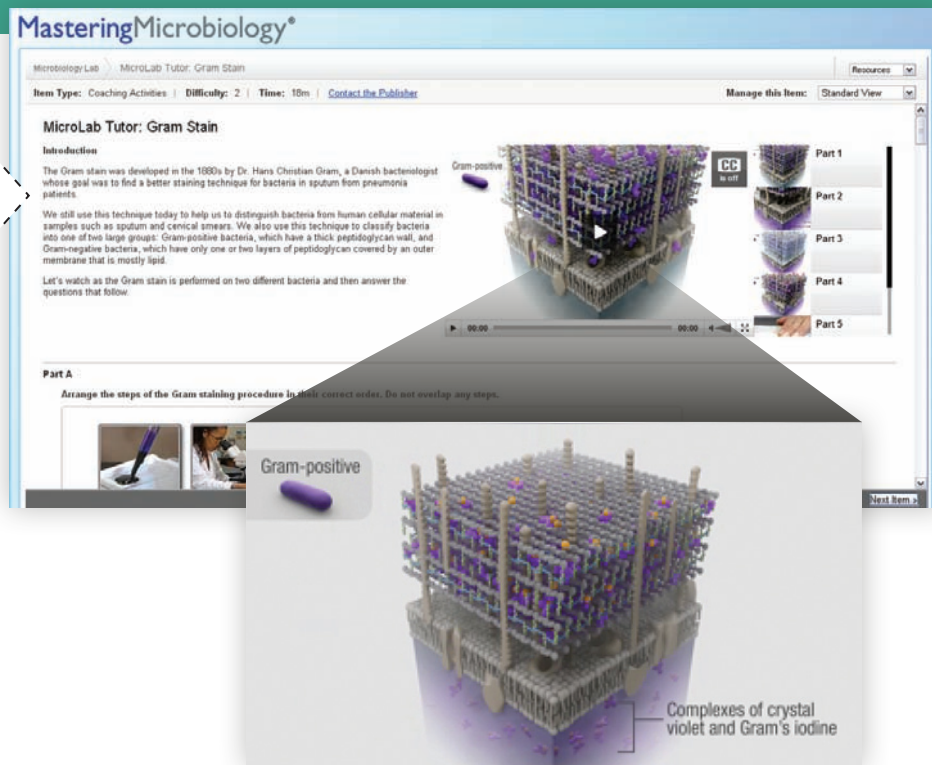 MasteringMicrobiology®
Microbiology Lab MicroLab Tutor: Gram Stain
Resources
Item Type: Coaching Activities | Difficulty: 2 | Time: 18m | Contact the Publisher
Manage this Item: Standard View
MicroLab Tutor: Gram Stain
Introduction
The Gram stain was developed in the 1880s by Dr. Hans Christian Gram, a Danish bacteriologist
whose goal was to find a better staining technique for bacteria in sputum from pneumonia
patients.
We still use this technique today to help us to distinguish bacteria from human cellular material in
samples such as sputum and cervical smears. We also use this technique to classify bacteria
into one of two large groups: Gram-positive bacteria, which have a thick peptidoglycan wall, and
Gram-negative bacteria, which have only one or two layers of peptidoglycan covered by an outer
membrane that is mostly lipid.
Let's watch as the Gram stain is performed on two different bacteria and then answer the
questions that follow.
Gram-positive
CC
is off
Part 1
Part 2
Part 3
Part 4
Part 5
00:00
00:00
Part A
Arrange the steps of the Gram staining procedure in their correct order. Do not overlap any steps.
Next Item »
Gram-positive
Complexes of crystal
violet and Gram's iodine